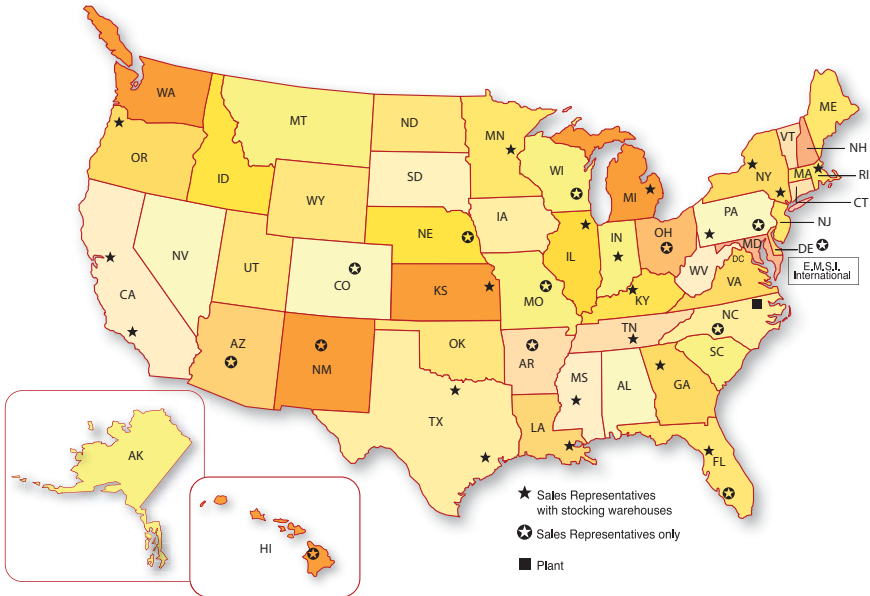 WA
MT
ND
MN
ME
VT
NH
OR
ID
SD
WI
MI
NY
MA
RI
CT
WY
IA
PA
NJ
NE
OH
DE
NV
UT
CO
IL
IN
WV
MD
DC
VA
E.M.S.I.
International
CA
KS
MO
KY
NC
AZ
NM
OK
AR
TN
SC
TX
MS
AL
GA
LA
FL
AK
HI
Sales Representatives
with stocking warehouses
Sales Representatives only
Plant